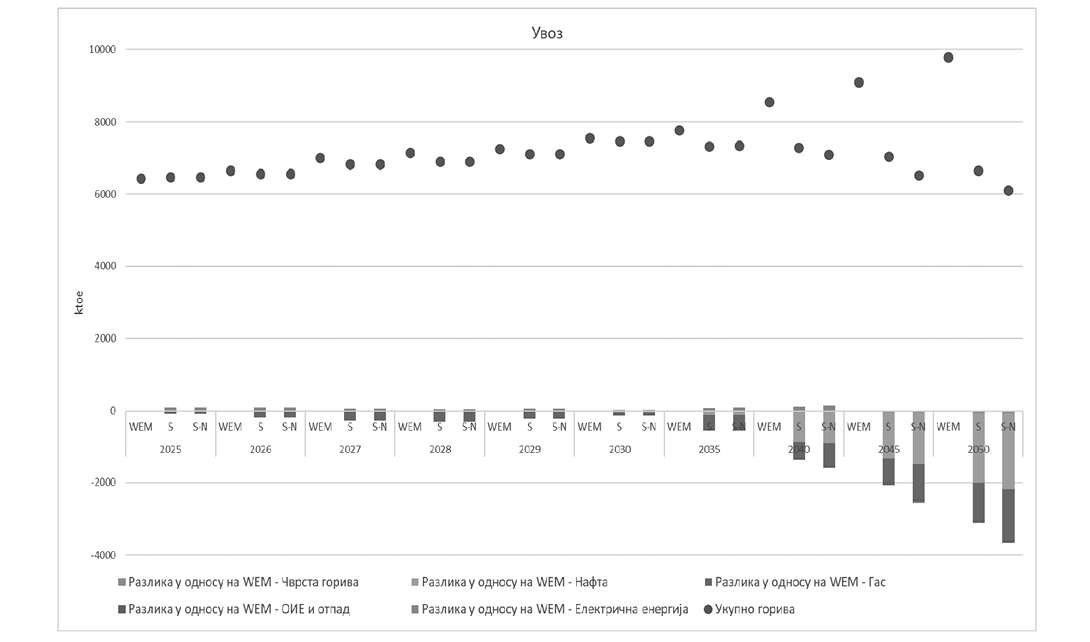 Увоз
10000
8000
6000
4000
2000
0
-2000
-4000
ktoe
WEM S S-N WEM S S-N WEM S S-N WEM S S-N WEM S S-N WEM S S-N WEM S S-N WEM S S-N WEM S S-N WEM S S-N
2025 2026 2027 2028 2029 2030 2035 2040 2045 2050
Разлика у односу на WEM - Чврста горива Разлика у односу на WEM - Нафта Разлика у односу на WEM - Гас
Разлика у односу на WEM - ОИЕ и отпад Разлика у односу на WEM - Електрична енергија Укупно горива